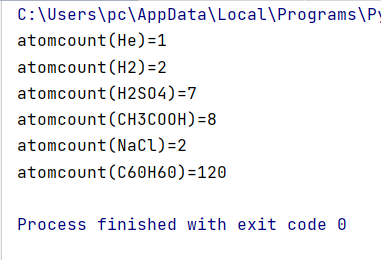 C:\Users\pc\AppData\Local\Programs\Py
atomcount(He)=1
atomcount(H2)=2
atomcount(H2SO4)=7
atomcount(CH3COOH)=8
atomcount(NaCl)=2
atomcount(C60H60)=120
Process finished with exit code 0